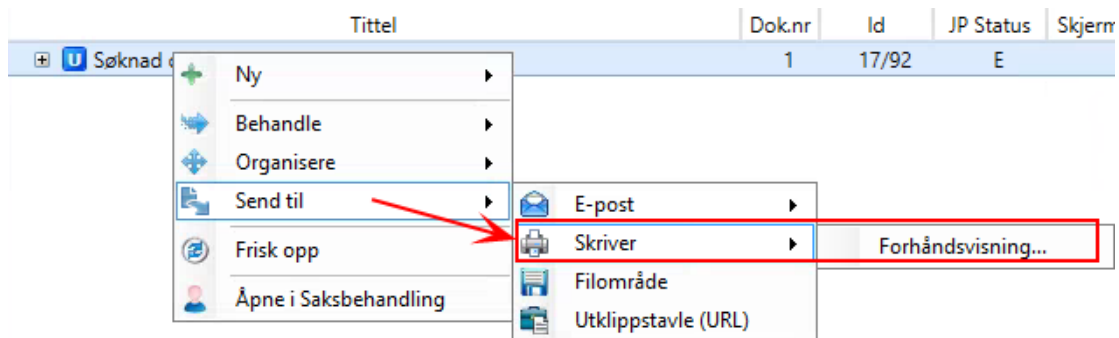 Tittel Dok.nr Id JP Status Skjerm
U Søknad 1 17/92 E
Ny
Behandle
Organisere
Send til
Frisk opp
Åpne i Saksbehandling
E-post
Skriver
Filområde
Utklippstavle (URL)
Forhåndsvisning...